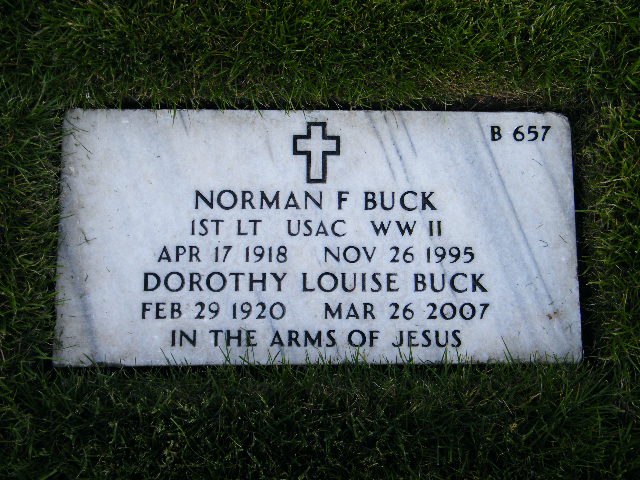 B 657
NORMAN F BUCK
1ST LT USAC WW II
APR 17 1918 NOV 26 1995
DOROTHY LOUISE BUCK
FEB 29 1920 MAR 26 2007
IN THE ARMS OF JESUS